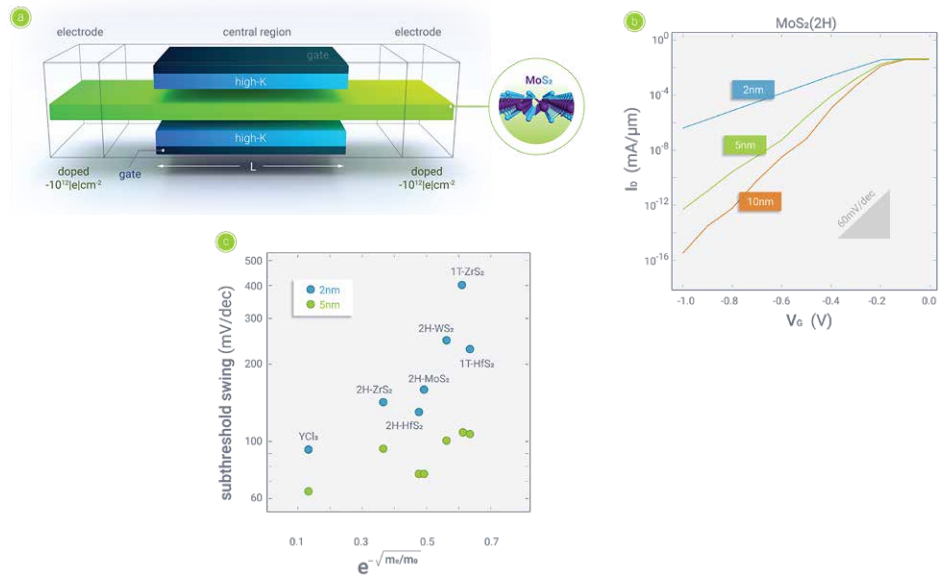 a
electrode
central region
electrode
gate
high-K
MoS₂
high-K
doped
-10¹²|e|cm⁻²
gate
L
doped
-10¹²|e|cm⁻²
b
MoS₂(2H)
10⁰
10⁻⁴
10⁻⁸
10⁻¹²
10⁻¹⁶
I_D (mA/μm)
2nm
5nm
10nm
60mV/dec
-1.0
-0.8
-0.6
-0.4
-0.2
0.0
V_G (V)
c
500
400
300
200
100
60
subthreshold swing (mV/dec)
2nm
5nm
1T-ZrS₂
2H-WS₂
1T-HfS₂
2H-MoS₂
2H-ZrS₂
2H-HfS₂
YCl₃
0.1
0.3
0.5
0.7